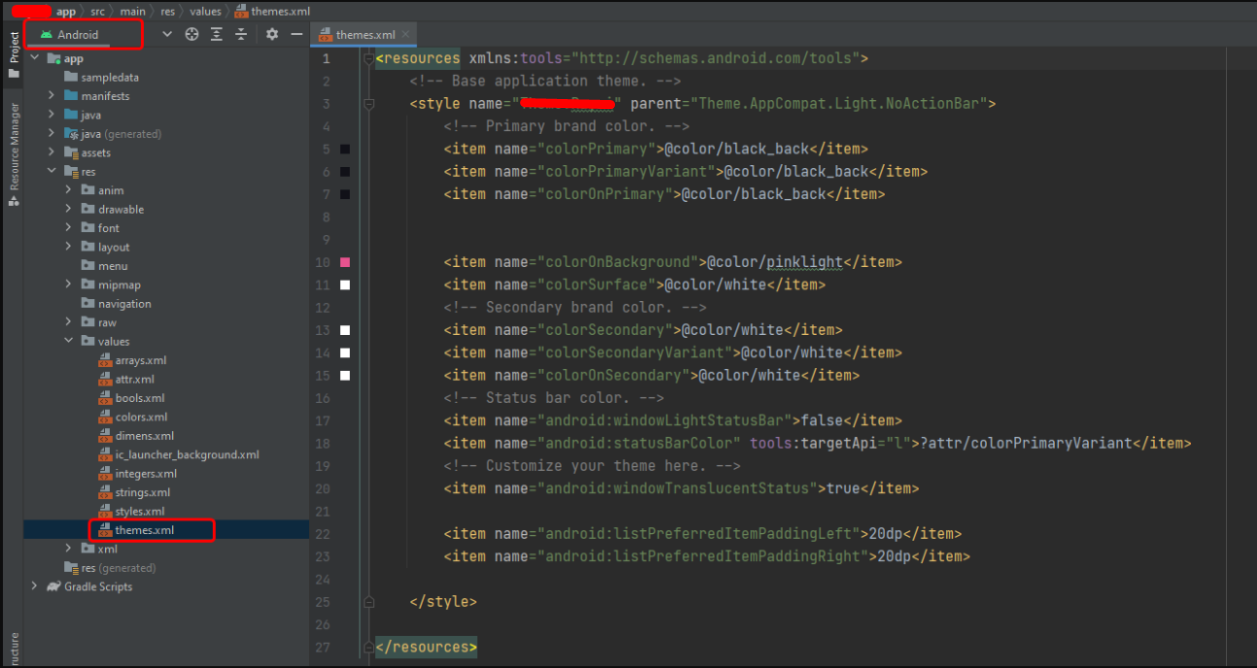 app
src
main
res
values
themes.xml
Android
themes.xml
Project
Resource Manager
ructure
app
sampledata
manifests
java
java (generated)
assets
res
anim
drawable
font
layout
menu
mipmap
navigation
raw
values
arrays.xml
attr.xml
bools.xml
colors.xml
dimens.xml
ic_launcher_background.xml
integers.xml
strings.xml
styles.xml
themes.xml
xml
res (generated)
Gradle Scripts
1 <resources xmlns:tools="http://schemas.android.com/tools">
2 <!-- Base application theme. -->
3 <style name=" " parent="Theme.AppCompat.Light.NoActionBar">
4 <!-- Primary brand color. -->
5 <item name="colorPrimary">@color/black_back</item>
6 <item name="colorPrimaryVariant">@color/black_back</item>
7 <item name="colorOnPrimary">@color/black_back</item>
8
9
10 <item name="colorOnBackground">@color/pinklight</item>
11 <item name="colorSurface">@color/white</item>
12 <!-- Secondary brand color. -->
13 <item name="colorSecondary">@color/white</item>
14 <item name="colorSecondaryVariant">@color/white</item>
15 <item name="colorOnSecondary">@color/white</item>
16 <!-- Status bar color. -->
17 <item name="android:windowLightStatusBar">false</item>
18 <item name="android:statusBarColor" tools:targetApi="l">?attr/colorPrimaryVariant</item>
19 <!-- Customize your theme here. -->
20 <item name="android:windowTranslucentStatus">true</item>
21
22 <item name="android:listPreferredItemPaddingLeft">20dp</item>
23 <item name="android:listPreferredItemPaddingRight">20dp</item>
24
25 </style>
26
27 </resources>